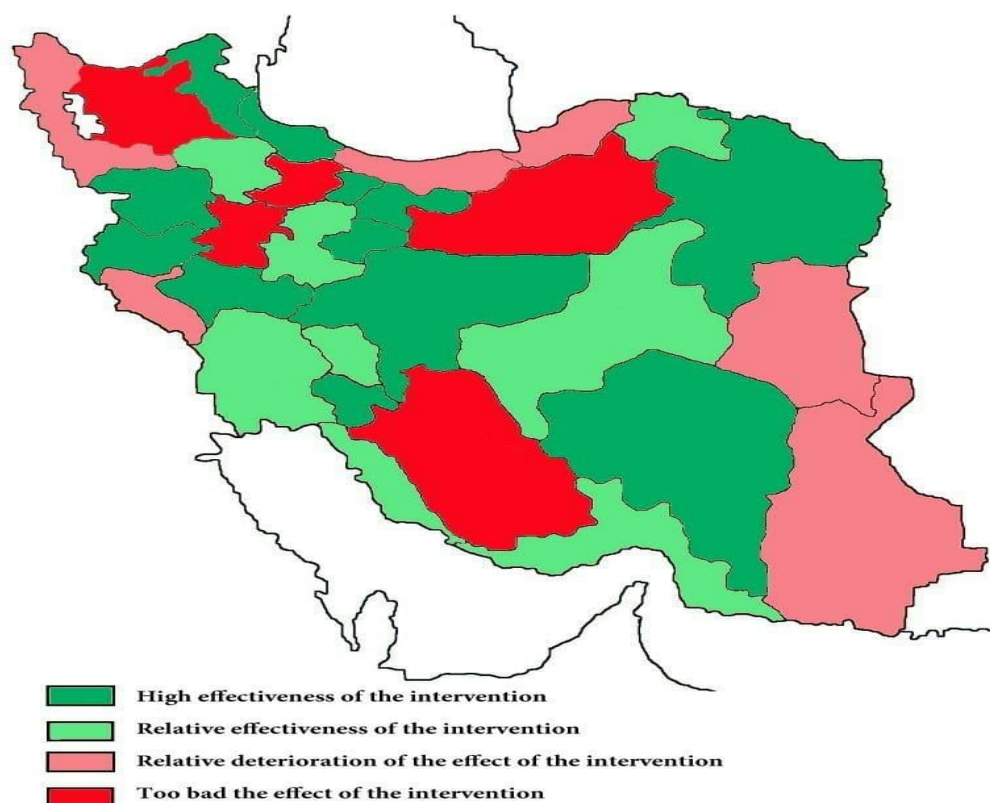 High effectiveness of the intervention
Relative effectiveness of the intervention
Relative deterioration of the effect of the intervention
Too bad the effect of the intervention